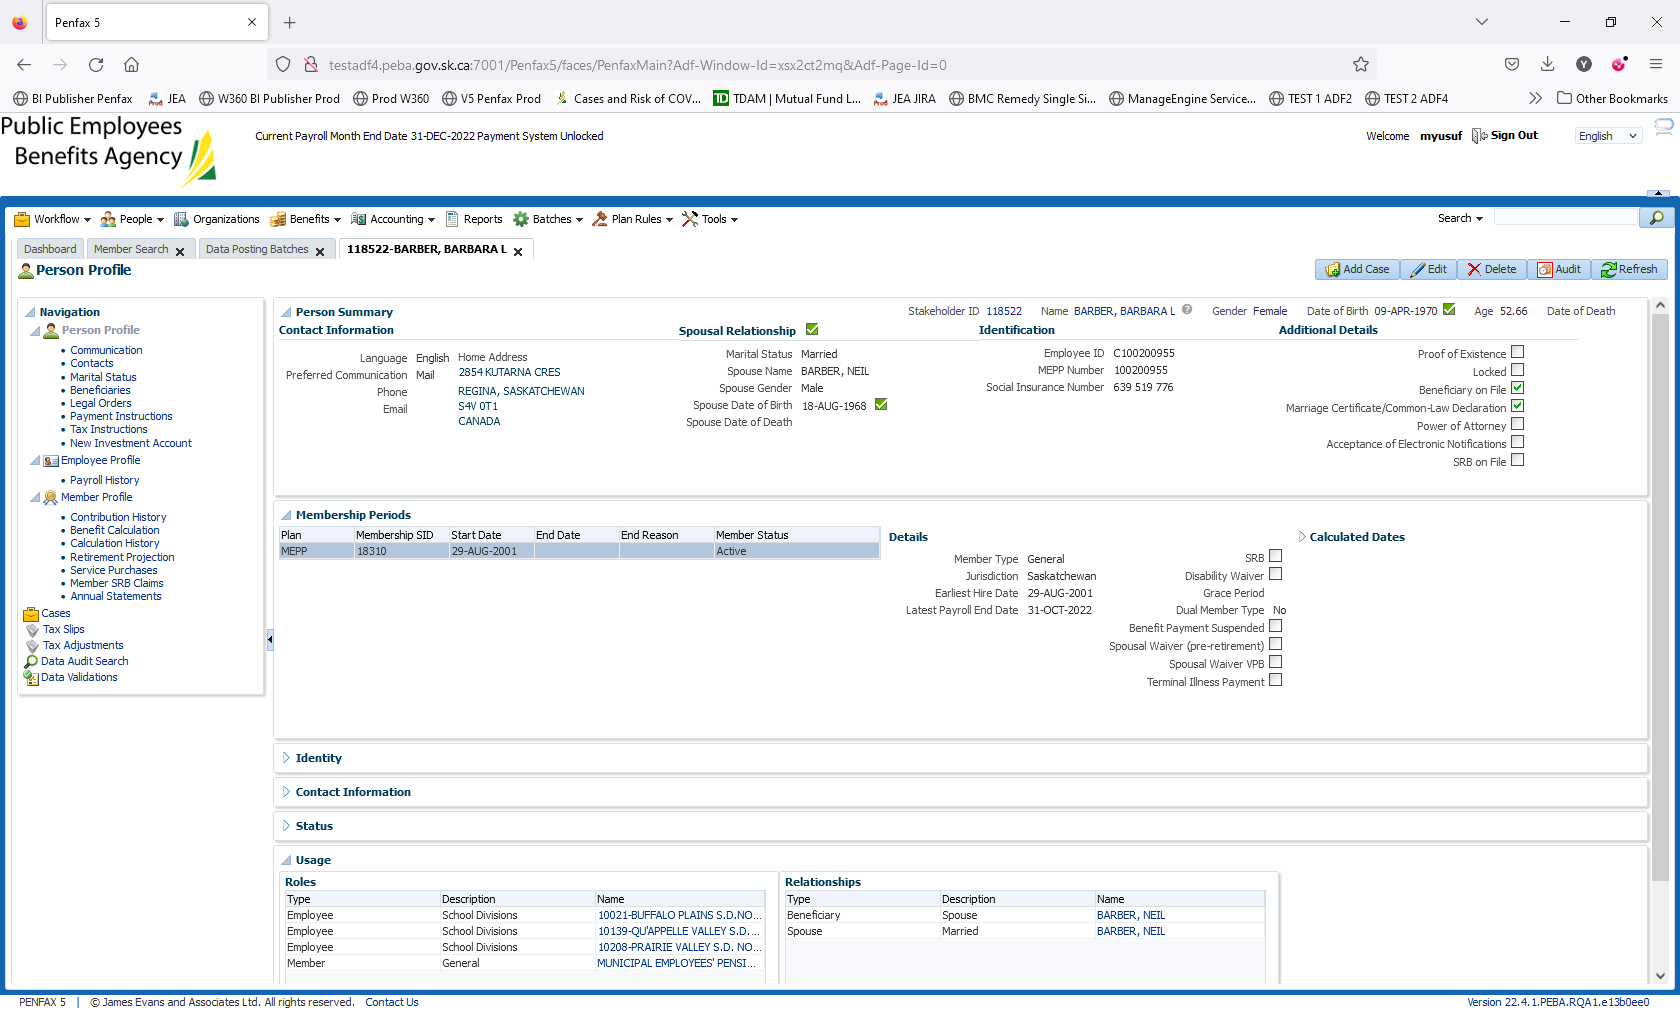 Penfax 5
testadf4.peba.gov.sk.ca:7001/Penfax5/faces/PenfaxMain?Adf-Window-Id=xsx2ct2mq&Adf-Page-Id=0
BI Publisher Penfax JEA W360 BI Publisher Prod Prod W360 V5 Penfax Prod Cases and Risk of COV... TD TDAM | Mutual Fund L... JEA JIRA BMC Remedy Single Si... ManageEngine Service... TEST 1 ADF2 TEST 2 ADF4 Other Bookmarks
Public Employees
Benefits Agency
Current Payroll Month End Date 31-DEC-2022 Payment System Unlocked
Welcome myusuf Sign Out English
Workflow People Organizations Benefits Accounting Reports Batches Plan Rules Tools Search
Dashboard Member Search Data Posting Batches 118522-BARBER, BARBARA L
Person Profile
Add Case Edit Delete Audit Refresh
Navigation
Person Profile
Communication
Contacts
Marital Status
Beneficiaries
Legal Orders
Payment Instructions
Tax Instructions
New Investment Account
Employee Profile
Payroll History
Member Profile
Contribution History
Benefit Calculation
Calculation History
Retirement Projection
Service Purchases
Member SRB Claims
Annual Statements
Cases
Tax Slips
Tax Adjustments
Data Audit Search
Data Validations
Person Summary
Stakeholder ID 118522 Name BARBER, BARBARA L Gender Female Date of Birth 09-APR-1970 Age 52.66 Date of Death
Contact Information
Language English
Preferred Communication Mail
Phone
Email
Home Address
2854 KUTARNA CRES
REGINA, SASKATCHEWAN
S4V 0T1
CANADA
Spousal Relationship
Marital Status Married
Spouse Name BARBER, NEIL
Spouse Gender Male
Spouse Date of Birth 18-AUG-1968
Spouse Date of Death
Identification
Employee ID C100200955
MEPP Number 100200955
Social Insurance Number 639 519 776
Additional Details
Proof of Existence
Locked
Beneficiary on File
Marriage Certificate/Common-Law Declaration
Power of Attorney
Acceptance of Electronic Notifications
SRB on File
Membership Periods
Plan Membership SID Start Date End Date End Reason Member Status
MEPP 18310 29-AUG-2001 Active
Details
Member Type General
Jurisdiction Saskatchewan
Earliest Hire Date 29-AUG-2001
Latest Payroll End Date 31-OCT-2022
SRB
Disability Waiver
Grace Period
Dual Member Type No
Benefit Payment Suspended
Spousal Waiver (pre-retirement)
Spousal Waiver VPB
Terminal Illness Payment
Calculated Dates
Identity
Contact Information
Status
Usage
Roles
Type Description Name
Employee School Divisions 10021-BUFFALO PLAINS S.D.NO...
Employee School Divisions 10139-QU'APPELLE VALLEY S.D....
Employee School Divisions 10208-PRAIRIE VALLEY S.D. NO...
Member General MUNICIPAL EMPLOYEES' PENSI...
Relationships
Type Description Name
Beneficiary Spouse BARBER, NEIL
Spouse Married BARBER, NEIL
PENFAX 5 | © James Evans and Associates Ltd. All rights reserved. Contact Us
Version 22.4.1.PEBA.RQA1.e13b0ee0